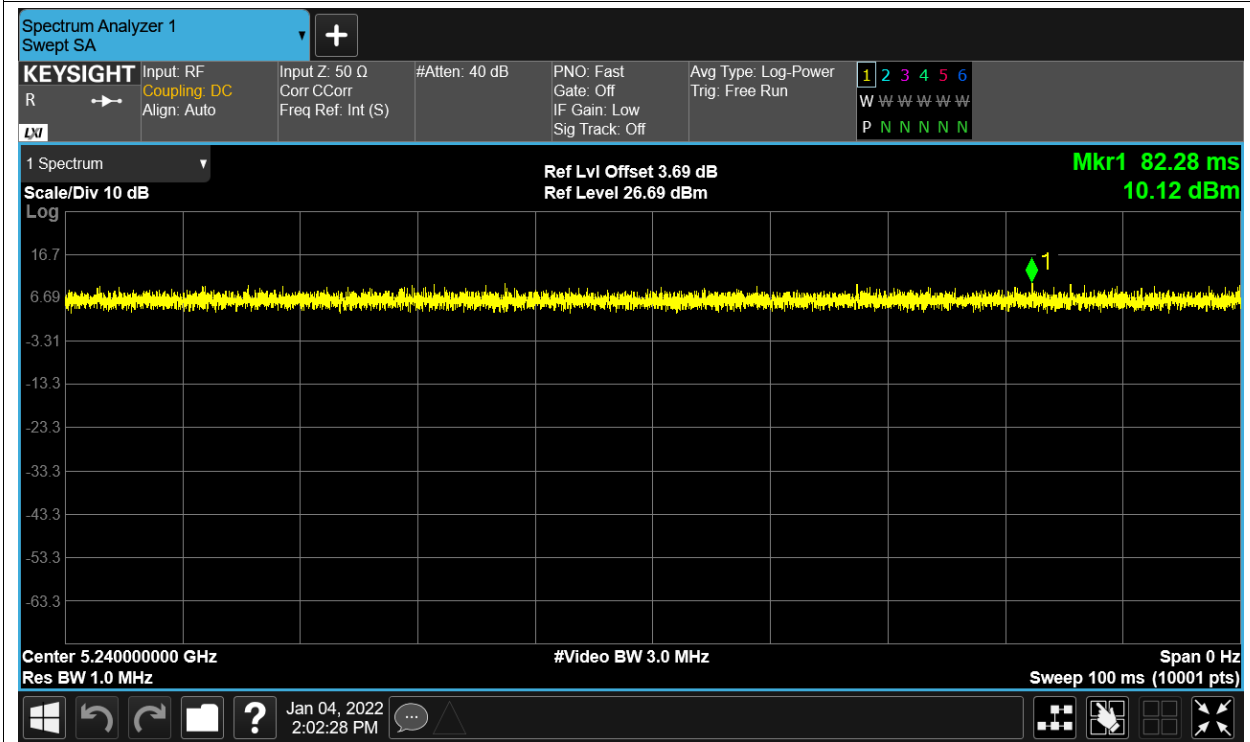 Spectrum Analyzer 1
Swept SA
+
KEYSIGHT
R
LXI
Input: RF
Coupling: DC
Align: Auto
Input Z: 50 Ω
Corr CCorr
Freq Ref: Int (S)
#Atten: 40 dB
PNO: Fast
Gate: Off
IF Gain: Low
Sig Track: Off
Avg Type: Log-Power
Trig: Free Run
1 2 3 4 5 6
W W W W W W
P N N N N N
1 Spectrum
Scale/Div 10 dB
Ref Lvl Offset 3.69 dB
Ref Level 26.69 dBm
Mkr1 82.28 ms
10.12 dBm
Log
16.7
6.69
-3.31
-13.3
-23.3
-33.3
-43.3
-53.3
-63.3
1
Center 5.240000000 GHz
#Video BW 3.0 MHz
Span 0 Hz
Res BW 1.0 MHz
Sweep 100 ms (10001 pts)
?
Jan 04, 2022
2:02:28 PM